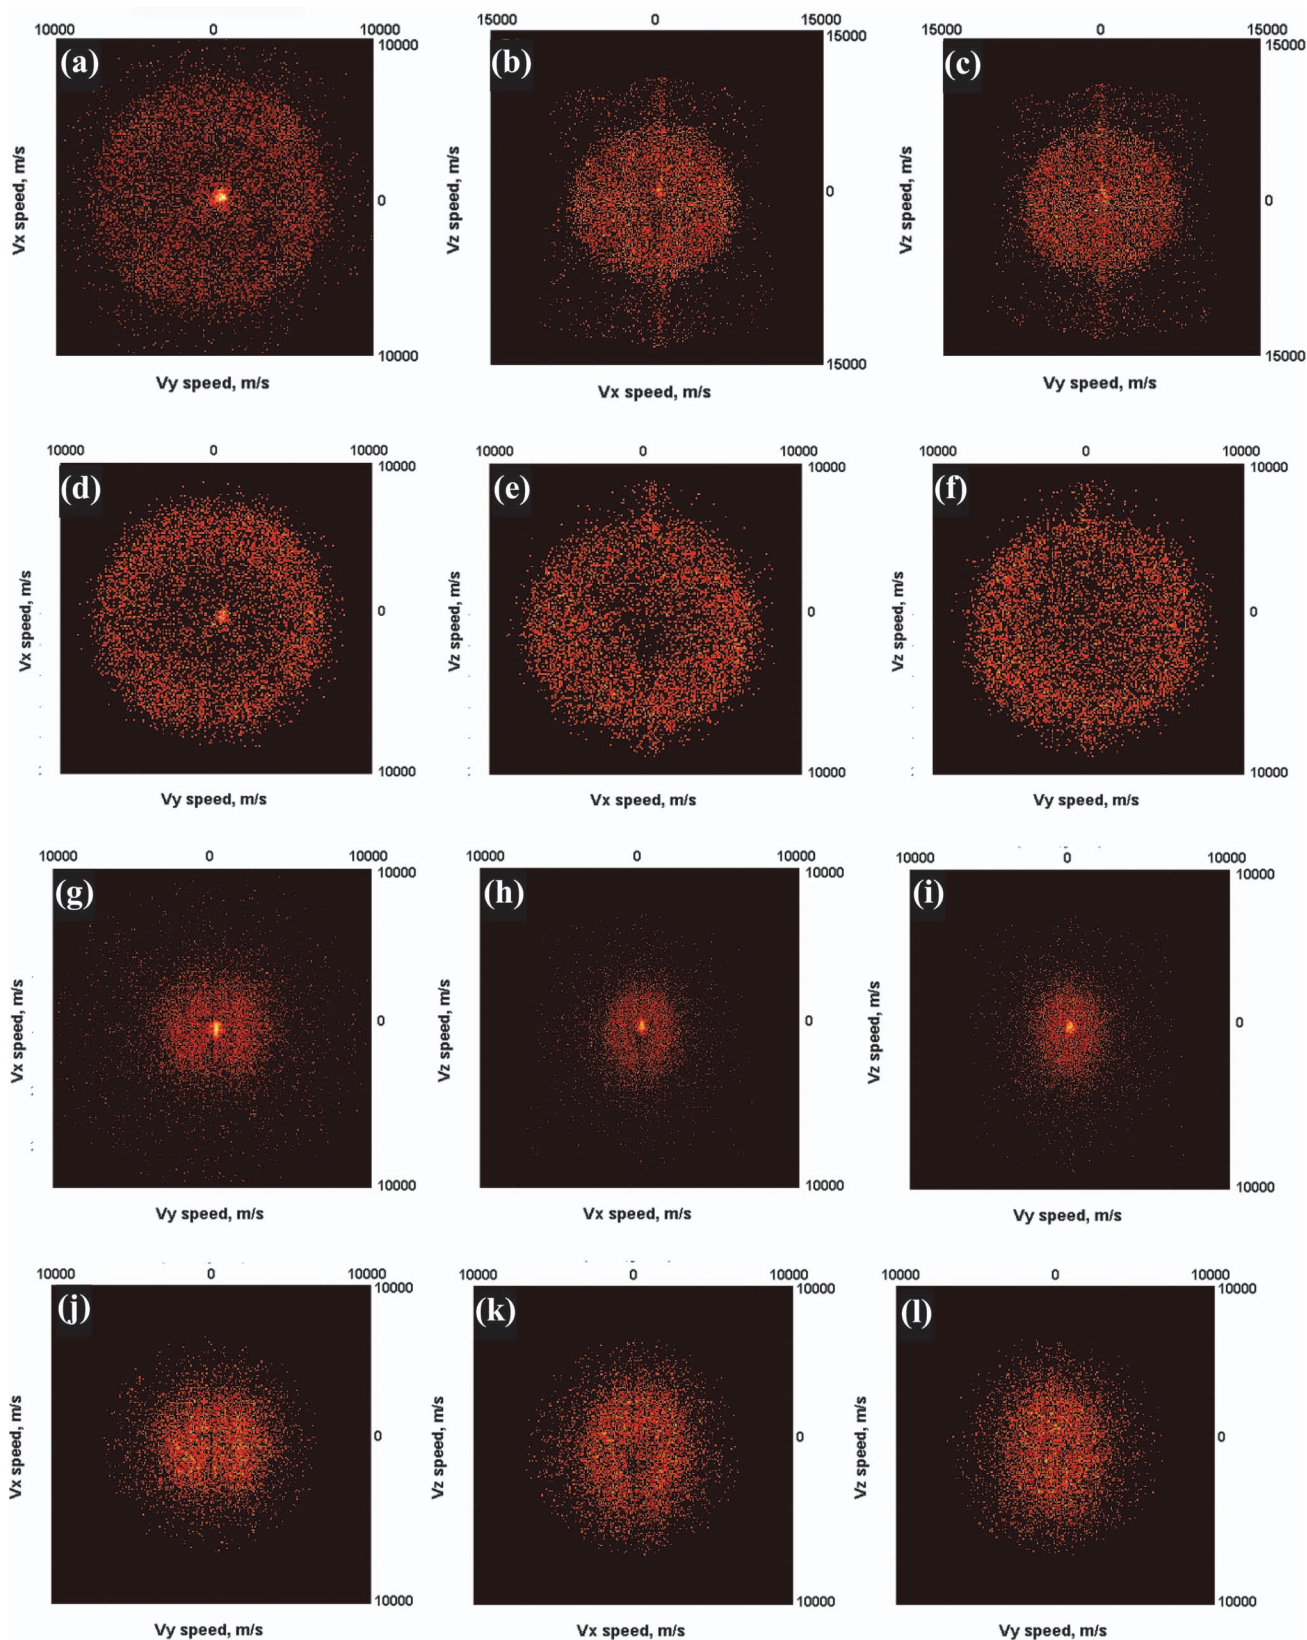 10000 0 10000
15000 0 15000
15000 0 15000
(a) 10000
Vx speed, m/s
0
10000
Vy speed, m/s
(b) 15000
Vz speed, m/s
0
15000
Vx speed, m/s
(c) 15000
Vz speed, m/s
0
15000
Vy speed, m/s
10000 0 10000
10000 0 10000
10000 0 10000
(d) 10000
Vx speed, m/s
0
10000
Vy speed, m/s
(e) 10000
Vz speed, m/s
0
10000
Vx speed, m/s
(f) 10000
Vz speed, m/s
0
10000
Vy speed, m/s
10000 0 10000
10000 0 10000
10000 0 10000
(g) 10000
Vx speed, m/s
0
10000
Vy speed, m/s
(h) 10000
Vz speed, m/s
0
10000
Vx speed, m/s
(i) 10000
Vz speed, m/s
0
10000
Vy speed, m/s
10000 0 10000
10000 0 10000
10000 0 10000
(j) 10000
Vx speed, m/s
0
10000
Vy speed, m/s
(k) 10000
Vz speed, m/s
0
10000
Vx speed, m/s
(l) 10000
Vz speed, m/s
0
10000
Vy speed, m/s